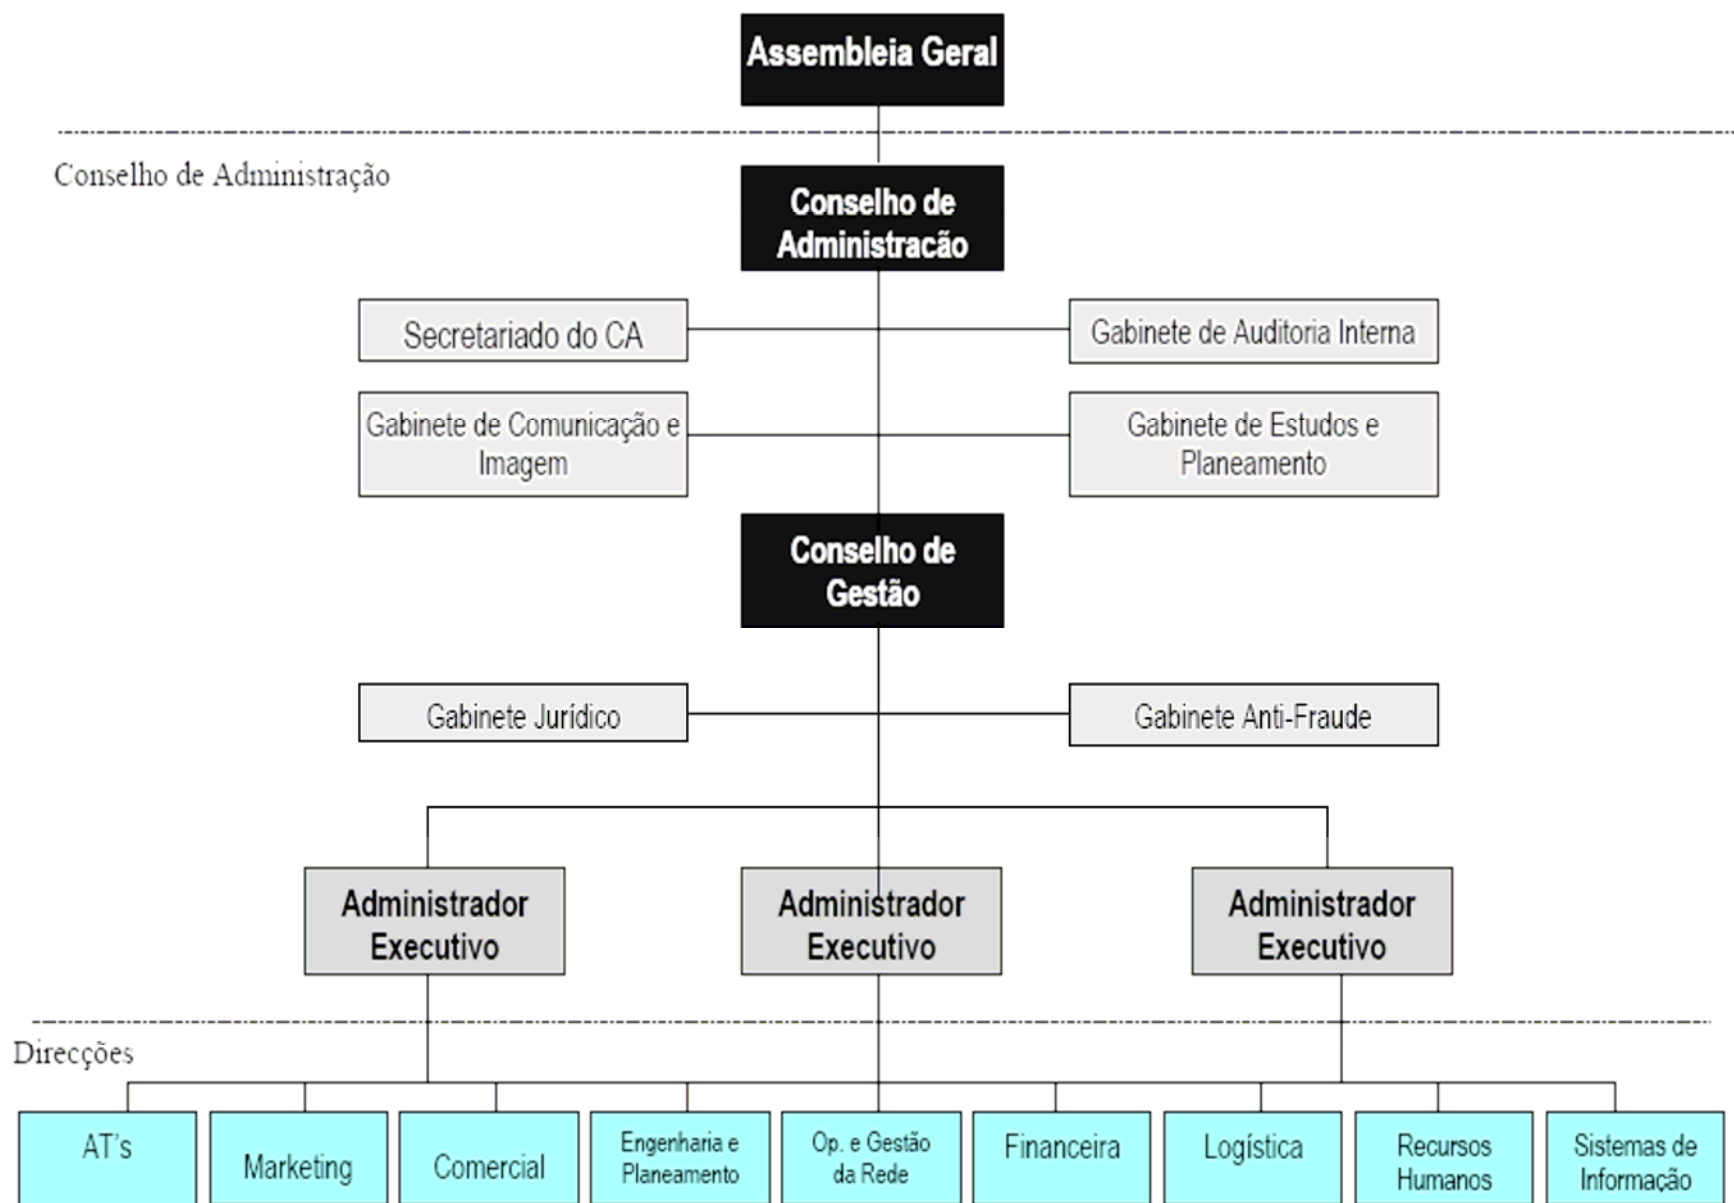 Assembleia Geral
Conselho de Administração
Conselho de
Administracão
Secretariado do CA
Gabinete de Auditoria Interna
Gabinete de Comunicação e
Imagem
Gabinete de Estudos e
Planeamento
Conselho de
Gestão
Gabinete Jurídico
Gabinete Anti-Fraude
Administrador
Executivo
Administrador
Executivo
Administrador
Executivo
Direcções
AT's
Marketing
Comercial
Engenharia e
Planeamento
Op. e Gestão
da Rede
Financeira
Logística
Recursos
Humanos
Sistemas de
Informação